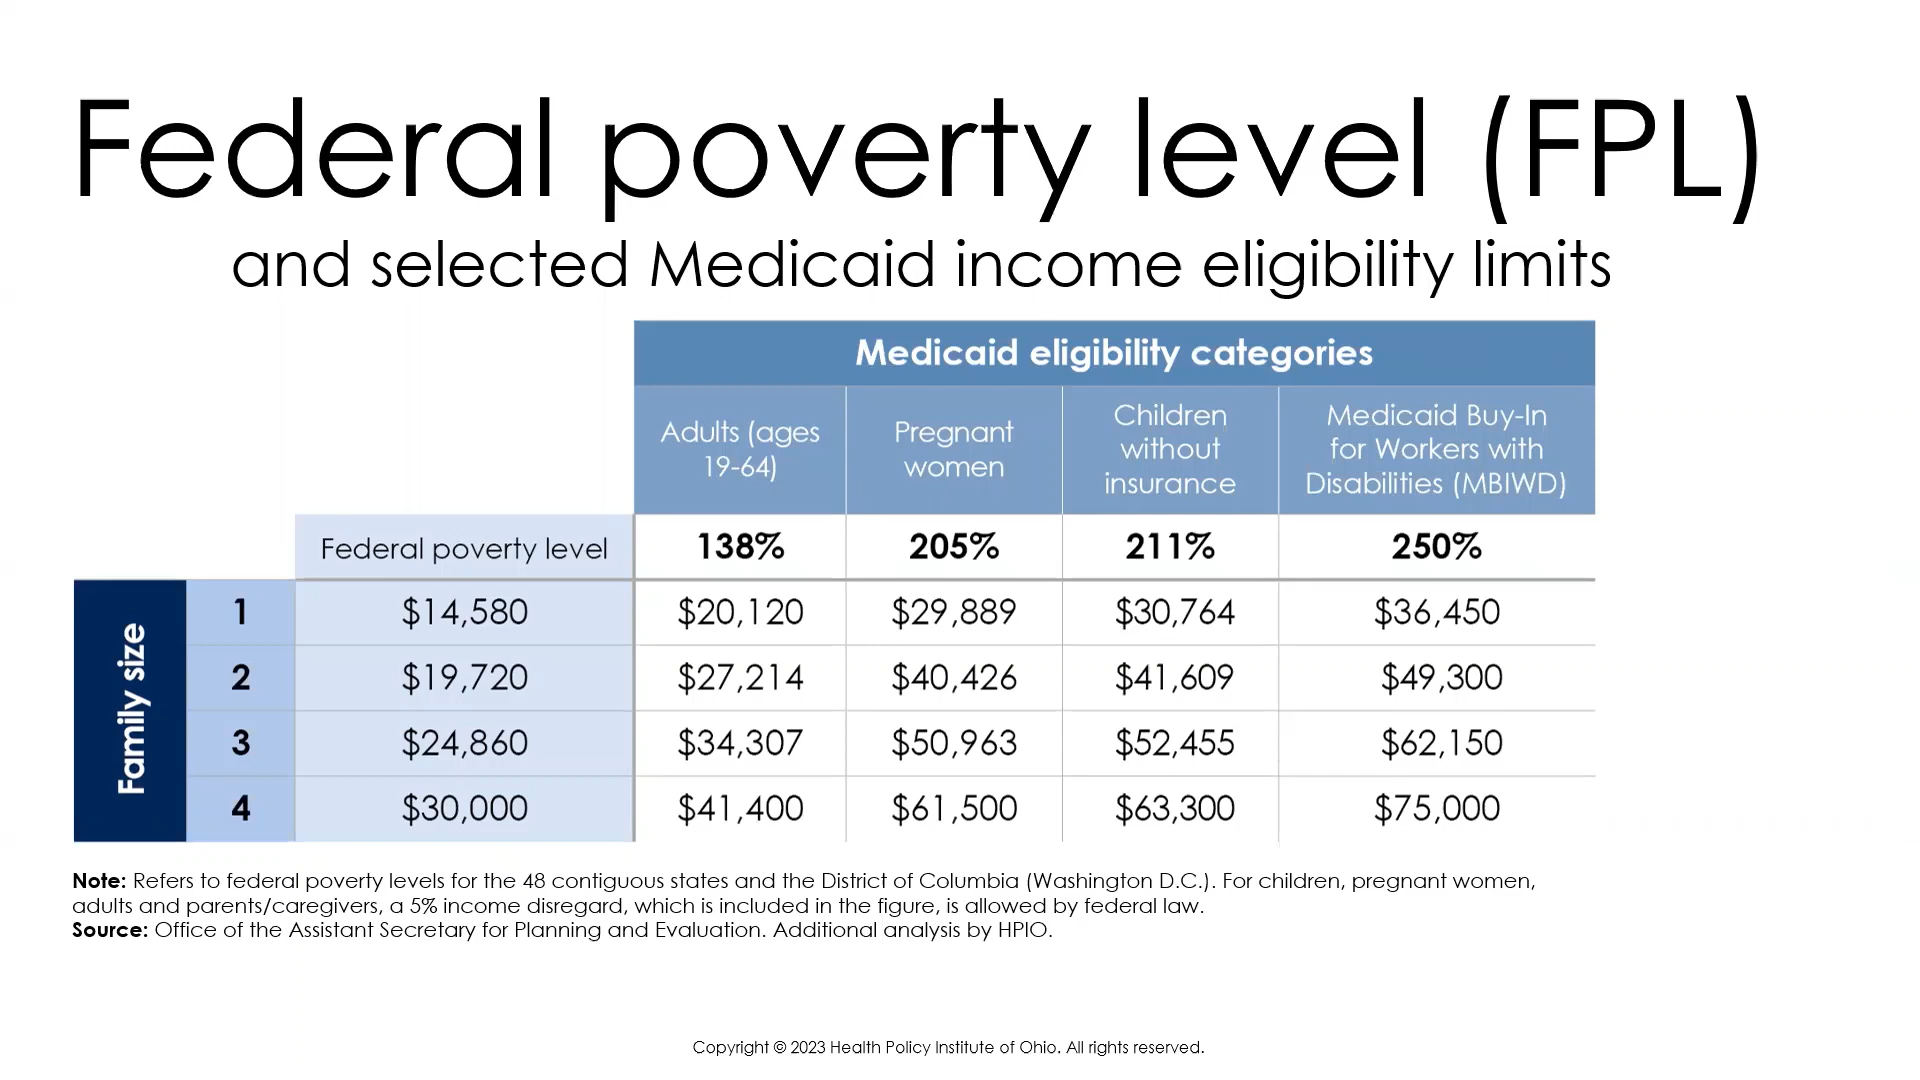 Federal poverty level (FPL)
and selected Medicaid income eligibility limits
Medicaid eligibility categories
Adults (ages
19-64)
Pregnant
women
Children
without
insurance
Medicaid Buy-In
for Workers with
Disabilities (MBIWD)
Federal poverty level 138% 205% 211% 250%
Family size
1 $14,580 $20,120 $29,889 $30,764 $36,450
2 $19,720 $27,214 $40,426 $41,609 $49,300
3 $24,860 $34,307 $50,963 $52,455 $62,150
4 $30,000 $41,400 $61,500 $63,300 $75,000
Note: Refers to federal poverty levels for the 48 contiguous states and the District of Columbia (Washington D.C.). For children, pregnant women,
adults and parents/caregivers, a 5% income disregard, which is included in the figure, is allowed by federal law.
Source: Office of the Assistant Secretary for Planning and Evaluation. Additional analysis by HPIO.
Copyright © 2023 Health Policy Institute of Ohio. All rights reserved.